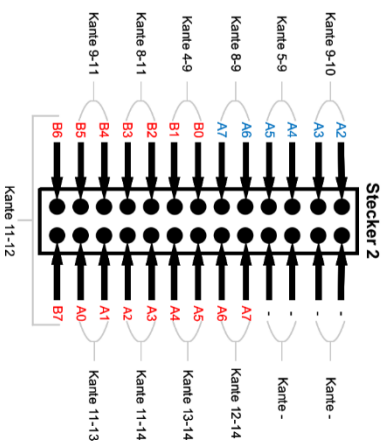 Kante 9-11
Kante 8-11
Kante 4-9
Kante 8-9
Kante 5-9
Kante 9-10
B6 B5 B4 B3 B2 B1 B0 A7 A6 A5 A4 A3 A2
Stecker 2
B7 A0 A1 A2 A3 A4 A5 A6 A7 - - - -
Kante 11-12
Kante 11-13
Kante 11-14
Kante 13-14
Kante 12-14
Kante -
Kante -